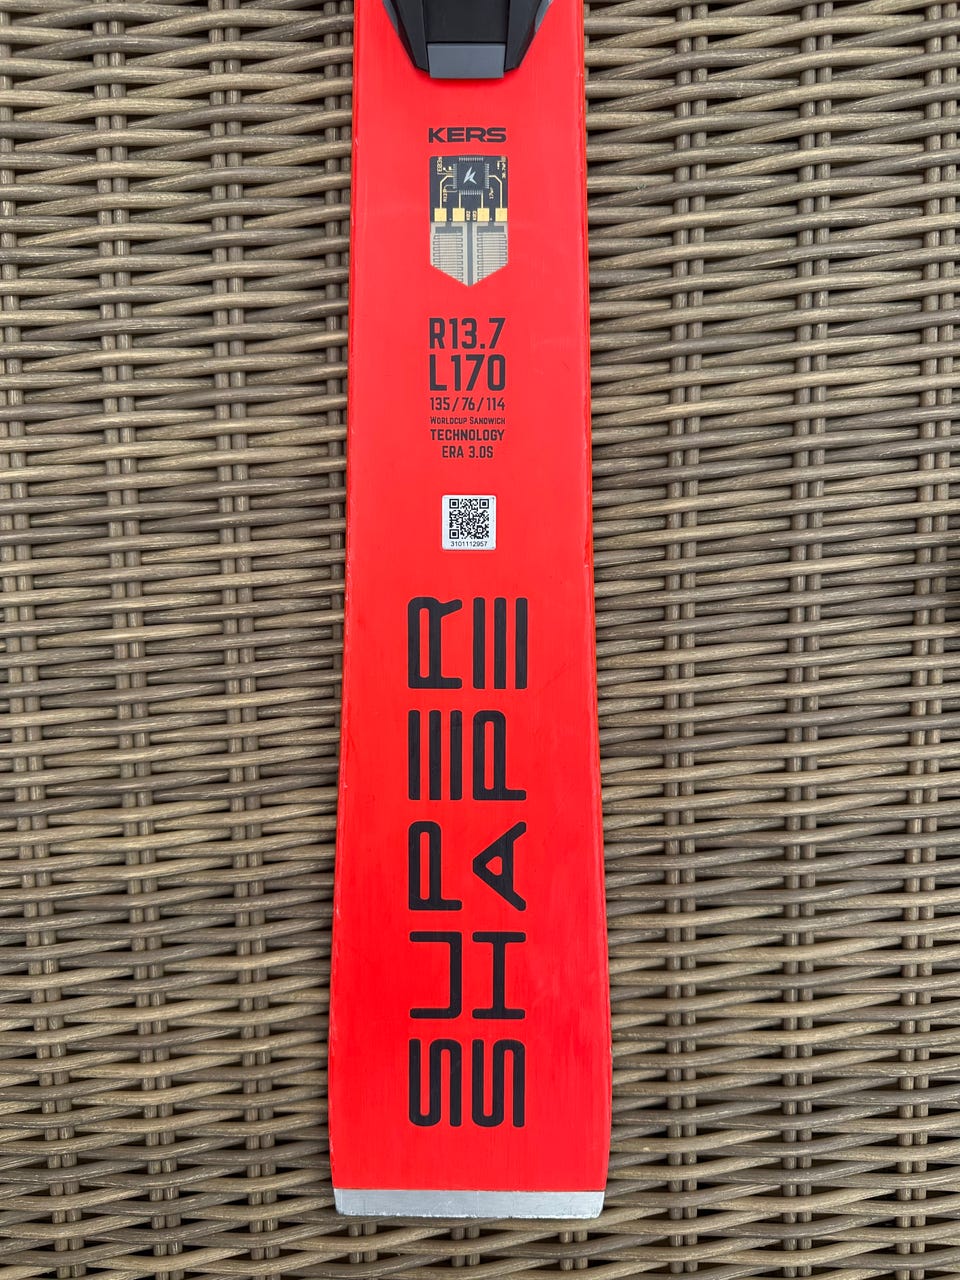 KERS
R13.7
L170
135/76/114
WORLDCUP SANDWICH
TECHNOLOGY
ERA 3.0S
3101112957
SUPER
SHAPE